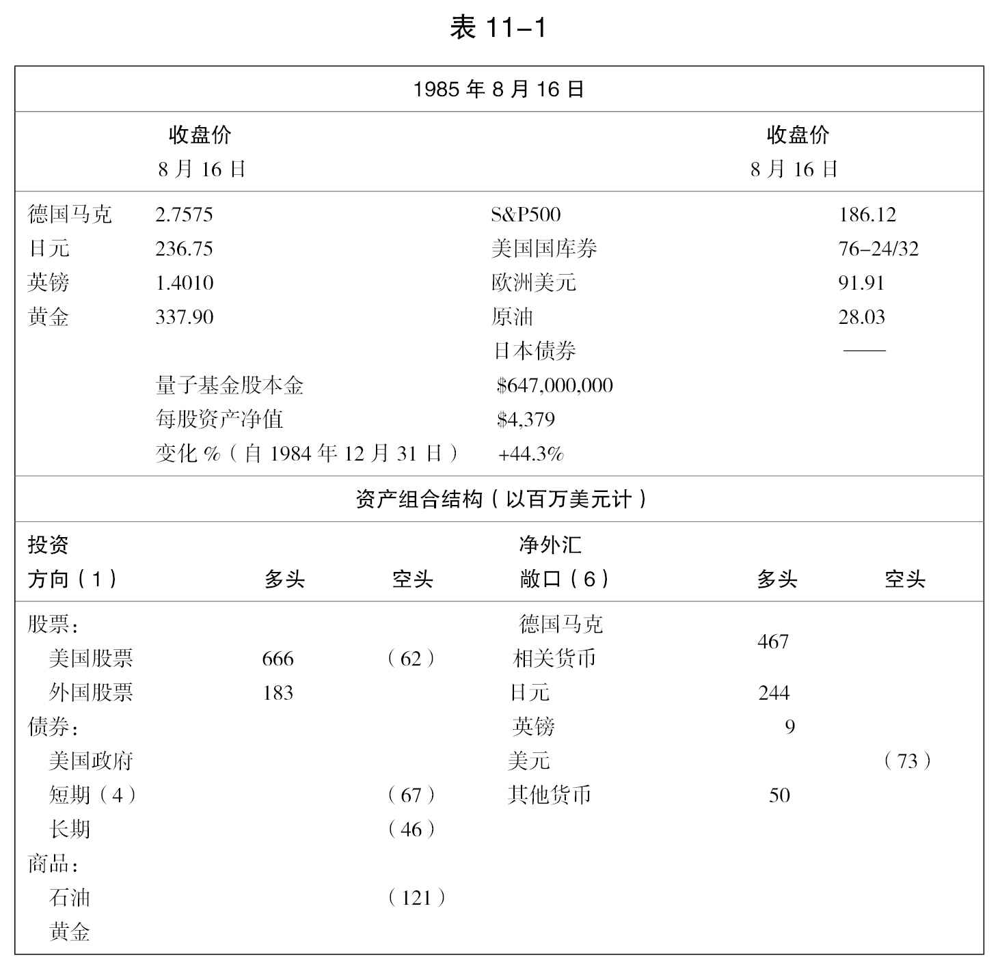 表 11–1
1985 年 8 月 16 日
收盘价 收盘价
8 月 16 日 8 月 16 日
德国马克 2.7575 S&P500 186.12
日元 236.75 美国国库券 76–24/32
英镑 1.4010 欧洲美元 91.91
黄金 337.90 原油 28.03
日本债券 ——
量子基金股本金 $647,000,000
每股资产净值 $4,379
变化 %（自 1984 年 12 月 31 日） +44.3%
资产组合结构（以百万美元计）
投资 净外汇
方向（1） 多头 空头 敞口（6） 多头 空头
股票： 德国马克
467
美国股票 666 （62） 相关货币
外国股票 183 日元 244
债券： 英镑 9
美国政府 美元 （73）
短期（4） （67） 其他货币 50
长期 （46）
商品：
石油 （121）
黄金